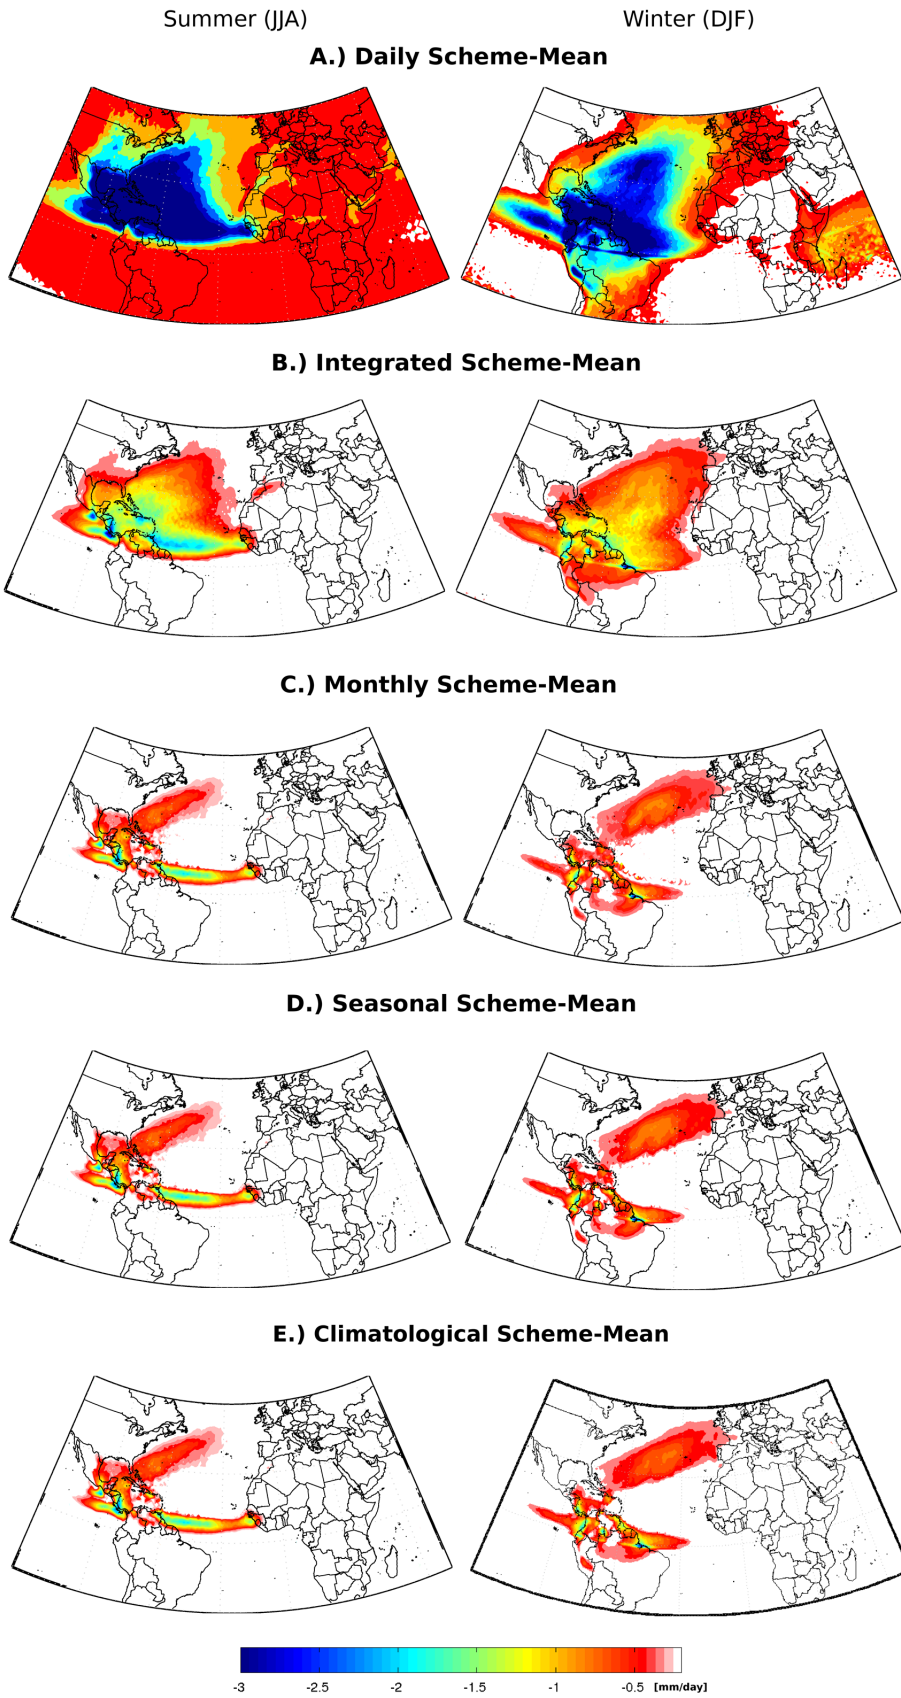 Summer (JJA) Winter (DJF)
A.) Daily Scheme-Mean
B.) Integrated Scheme-Mean
C.) Monthly Scheme-Mean
D.) Seasonal Scheme-Mean
E.) Climatological Scheme-Mean
-3 -2.5 -2 -1.5 -1 -0.5 [mm/day]